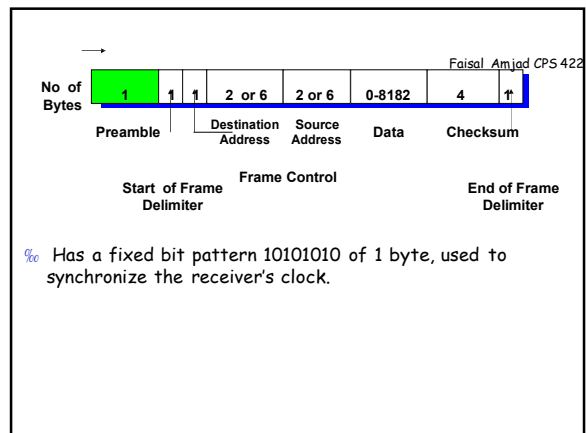 Faisal Amjad CPS 422
No of Bytes
1
1
1
2 or 6
2 or 6
0-8182
4
1
Preamble
Destination Address
Source Address
Data
Checksum
Start of Frame Delimiter
Frame Control
End of Frame Delimiter
‰ Has a fixed bit pattern 10101010 of 1 byte, used to
synchronize the receiver's clock.